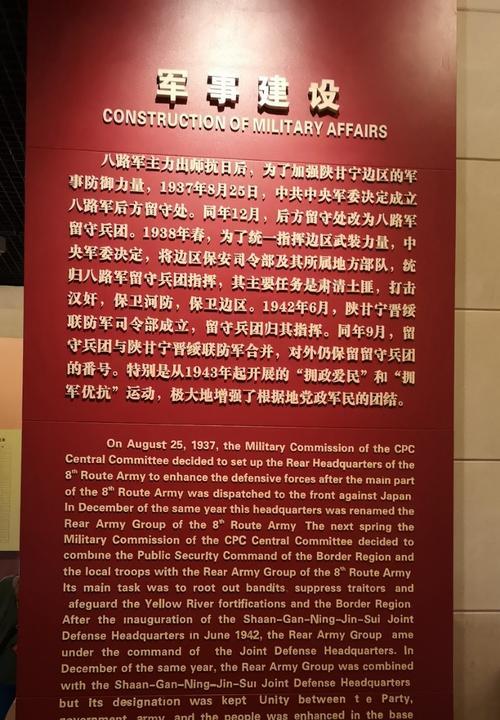 军事建设
CONSTRUCTION OF MILITARY AFFAIRS
八路军主力出师抗日后，为了加强陕甘宁边区的军
事防御力量，1937年8月25日，中共中央军委决定成立
八路军后方留守处。同年12月，后方留守处改为八路军
留守兵团。1938年春，为了统一指挥边区武装力量，中
央军委决定，将边区保安司令部及其所属地方部队，统
归八路军留守兵团指挥，其主要任务是肃清土匪，打击
汉奸，保卫河防，保卫边区。1942年6月，陕甘宁晋绥
联防军司令部成立，留守兵团归其指挥。同年9月，留
守兵团与陕甘宁晋绥联防军合并，对外仍保留留守兵团
的番号。特别是从1943年起开展的“拥政爱民”和“拥
军优抗”运动，极大地增强了根据地党政军民的团结。
On August 25, 1937, the Military Commission of the CPC
Central Committee decided to set up the Rear Headquarters of the
8th Route Army to enhance the defensive forces after the main part
of the 8th Route Army was dispatched to the front against Japan
In December of the same year this headquarters was renamed the
Rear Army Group of the 8th Route Army The next spring the
Military Commission of the CPC Central Committee decided to
combine the Public Security Command of the Border Region and
the local troops with the Rear Army Group of the 8th Route Army
Its main task was to root out bandits suppress traitors and
afeguard the Yellow River fortifications and the Border Region
After the inauguration of the Shaan-Gan-Ning-Jin-Sui Joint
Defense Headquarters in June 1942, the Rear Army Group ame
under the command of the Joint Defense Headquarters. In
December of the same year, the Rear Army Group was combined
with the Shaan-Gan-Ning-Jin-Sui Joint Defense Headquarters
but Its designation was kept Unity between t e Party,
government army and the people was enhanced in the base